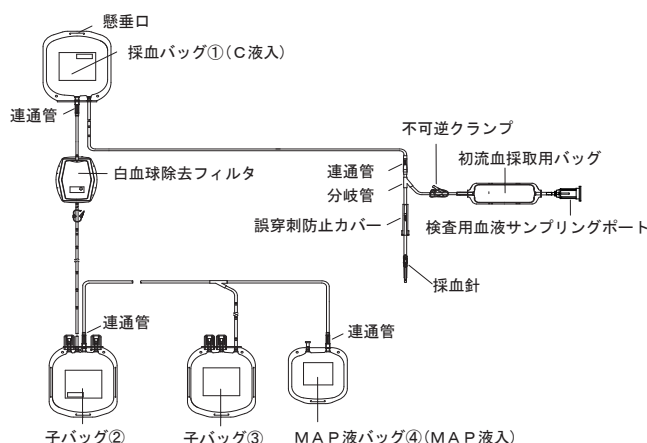 懸垂口
採血バッグ①(C液入)
連通管
不可逆クランプ
初流血採取用バッグ
白血球除去フィルタ
連通管
分岐管
誤穿刺防止カバー
検査用血液サンプリングポート
採血針
連通管
連通管
子バッグ②
子バッグ③
MAP液バッグ④(MAP液入)